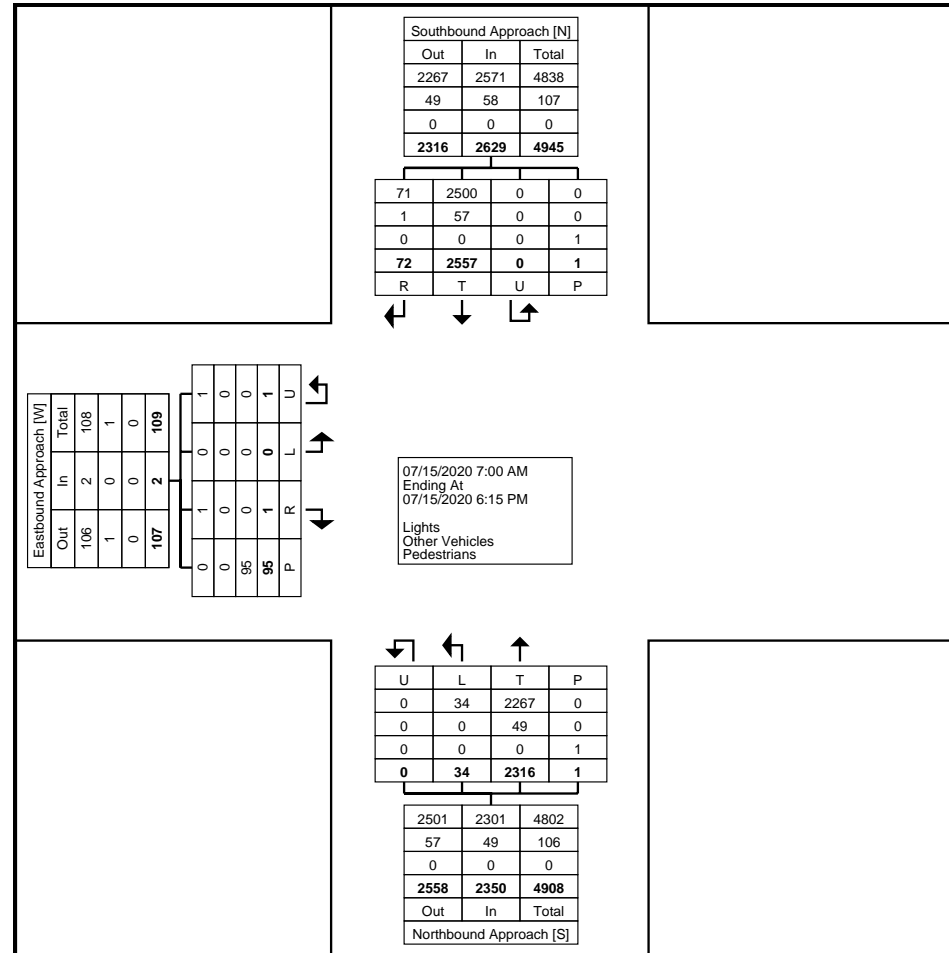 Southbound Approach [N]
Out In Total
2267 2571 4838
49 58 107
0 0 0
2316 2629 4945
71 2500 0 0
1 57 0 0
0 0 0 1
72 2557 0 1
R T U P
Eastbound Approach [W]
Out In Total
106 2 108
1 0 1
0 0 0
107 2 109
0 1 0 1
0 0 0 0
95 0 0 0
95 1 0 1
P R L U
07/15/2020 7:00 AM
Ending At
07/15/2020 6:15 PM
Lights
Other Vehicles
Pedestrians
U L T P
0 34 2267 0
0 0 49 0
0 0 0 1
0 34 2316 1
2501 2301 4802
57 49 106
0 0 0
2558 2350 4908
Out In Total
Northbound Approach [S]